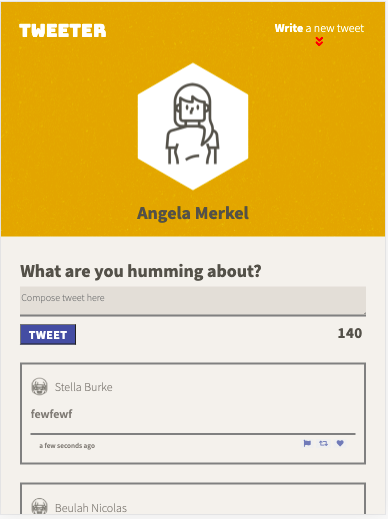 TWEETER
Write a new tweet
Angela Merkel
What are you humming about?
Compose tweet here
TWEET
140
Stella Burke
fewfewf
a few seconds ago
Beulah Nicolas